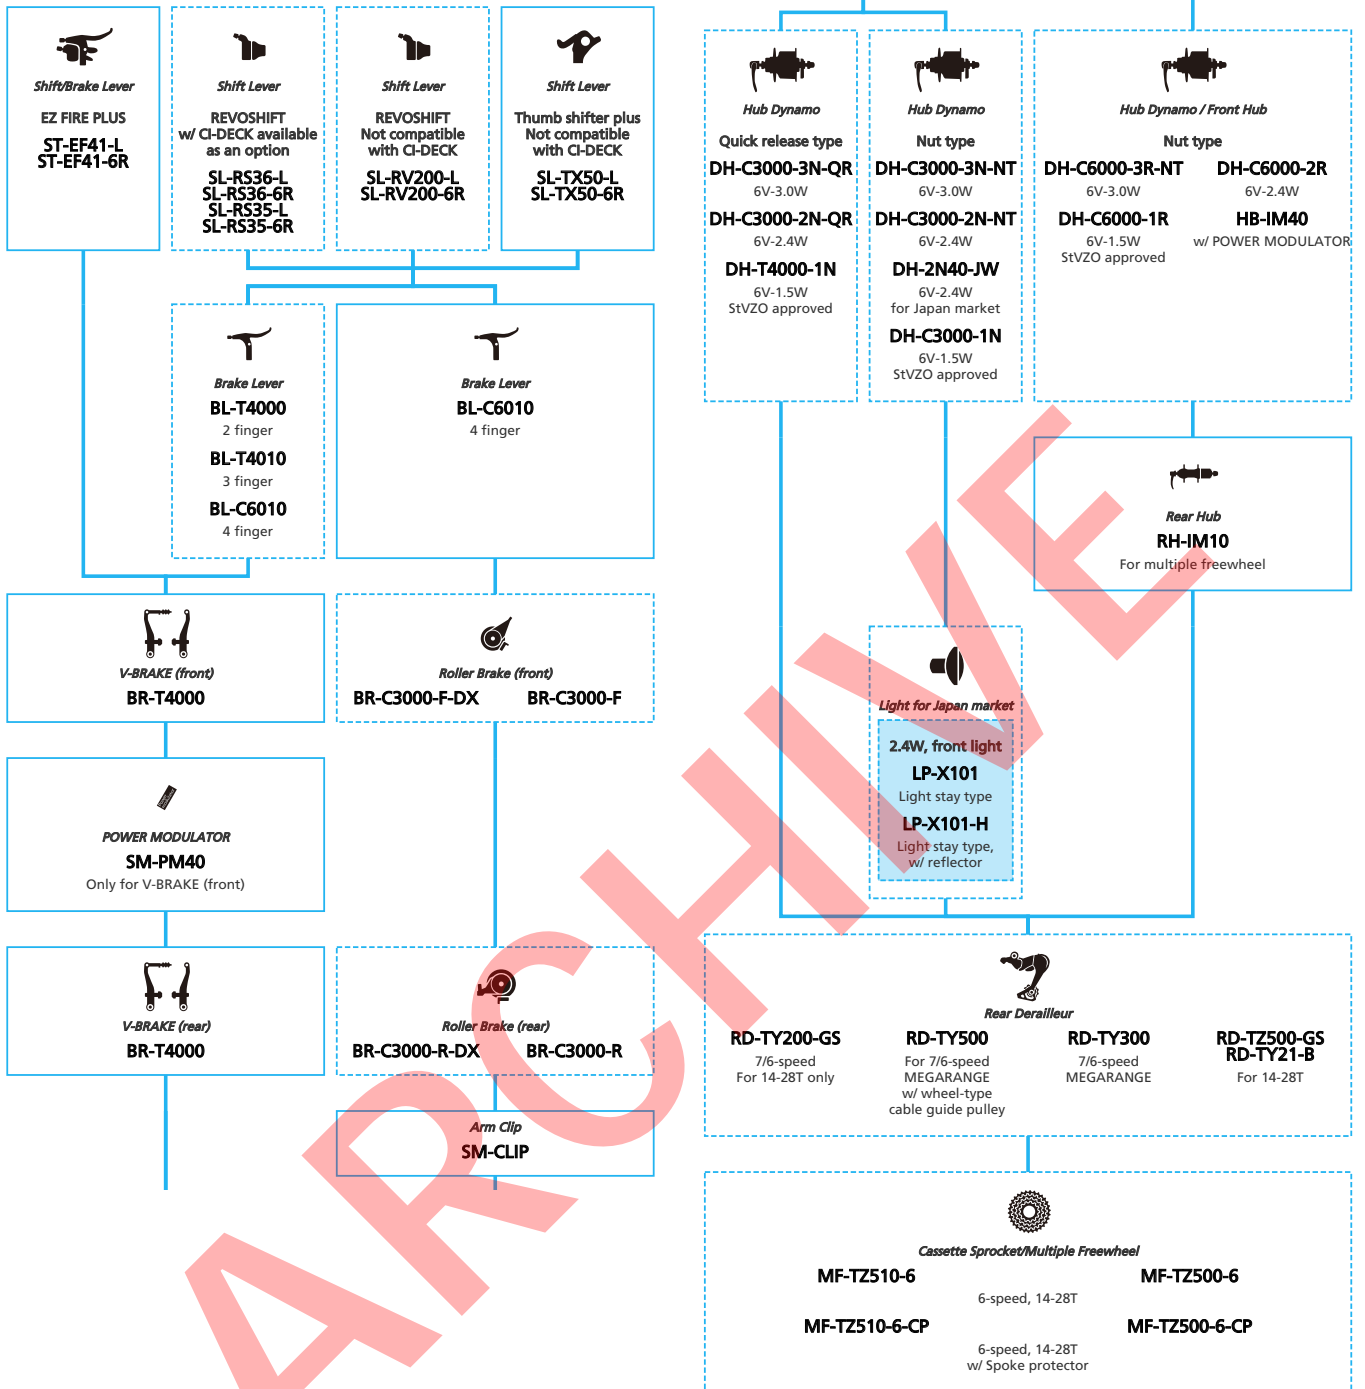 Shift/Brake Lever
EZ FIRE PLUS
ST-EF41-L
ST-EF41-6R
Shift Lever
REVOSHIFT
w/ CI-DECK available
as an option
SL-RS36-L
SL-RS36-6R
SL-RS35-L
SL-RS35-6R
Shift Lever
REVOSHIFT
Not compatible
with CI-DECK
SL-RV200-L
SL-RV200-6R
Shift Lever
Thumb shifter plus
Not compatible
with CI-DECK
SL-TX50-L
SL-TX50-6R
Brake Lever
BL-T4000
2 finger
BL-T4010
3 finger
BL-C6010
4 finger
Brake Lever
BL-C6010
4 finger
V-BRAKE (front)
BR-T4000
Roller Brake (front)
BR-C3000-F-DX BR-C3000-F
POWER MODULATOR
SM-PM40
Only for V-BRAKE (front)
V-BRAKE (rear)
BR-T4000
Roller Brake (rear)
BR-C3000-R-DX BR-C3000-R
Arm Clip
SM-CLIP
Hub Dynamo
Quick release type
DH-C3000-3N-QR
6V-3.0W
DH-C3000-2N-QR
6V-2.4W
DH-T4000-1N
6V-1.5W
StVZO approved
Hub Dynamo
Nut type
DH-C3000-3N-NT
6V-3.0W
DH-C3000-2N-NT
6V-2.4W
DH-2N40-JW
6V-2.4W
for Japan market
DH-C3000-1N
6V-1.5W
StVZO approved
Hub Dynamo / Front Hub
Nut type
DH-C6000-3R-NT DH-C6000-2R
6V-3.0W 6V-2.4W
DH-C6000-1R HB-IM40
6V-1.5W w/ POWER MODULATOR
StVZO approved
Rear Hub
RH-IM10
For multiple freewheel
Light for Japan market
2.4W, front light
LP-X101
Light stay type
LP-X101-H
Light stay type,
w/ reflector
Rear Derailleur
RD-TY200-GS
7/6-speed
For 14-28T only
RD-TY500
For 7/6-speed
MEGARANGE
w/ wheel-type
cable guide pulley
RD-TY300
7/6-speed
MEGARANGE
RD-TZ500-GS
RD-TY21-B
For 14-28T
Cassette Sprocket/Multiple Freewheel
MF-TZ510-6 MF-TZ500-6
6-speed, 14-28T
MF-TZ510-6-CP MF-TZ500-6-CP
6-speed, 14-28T
w/ Spoke protector
ARCHIVE